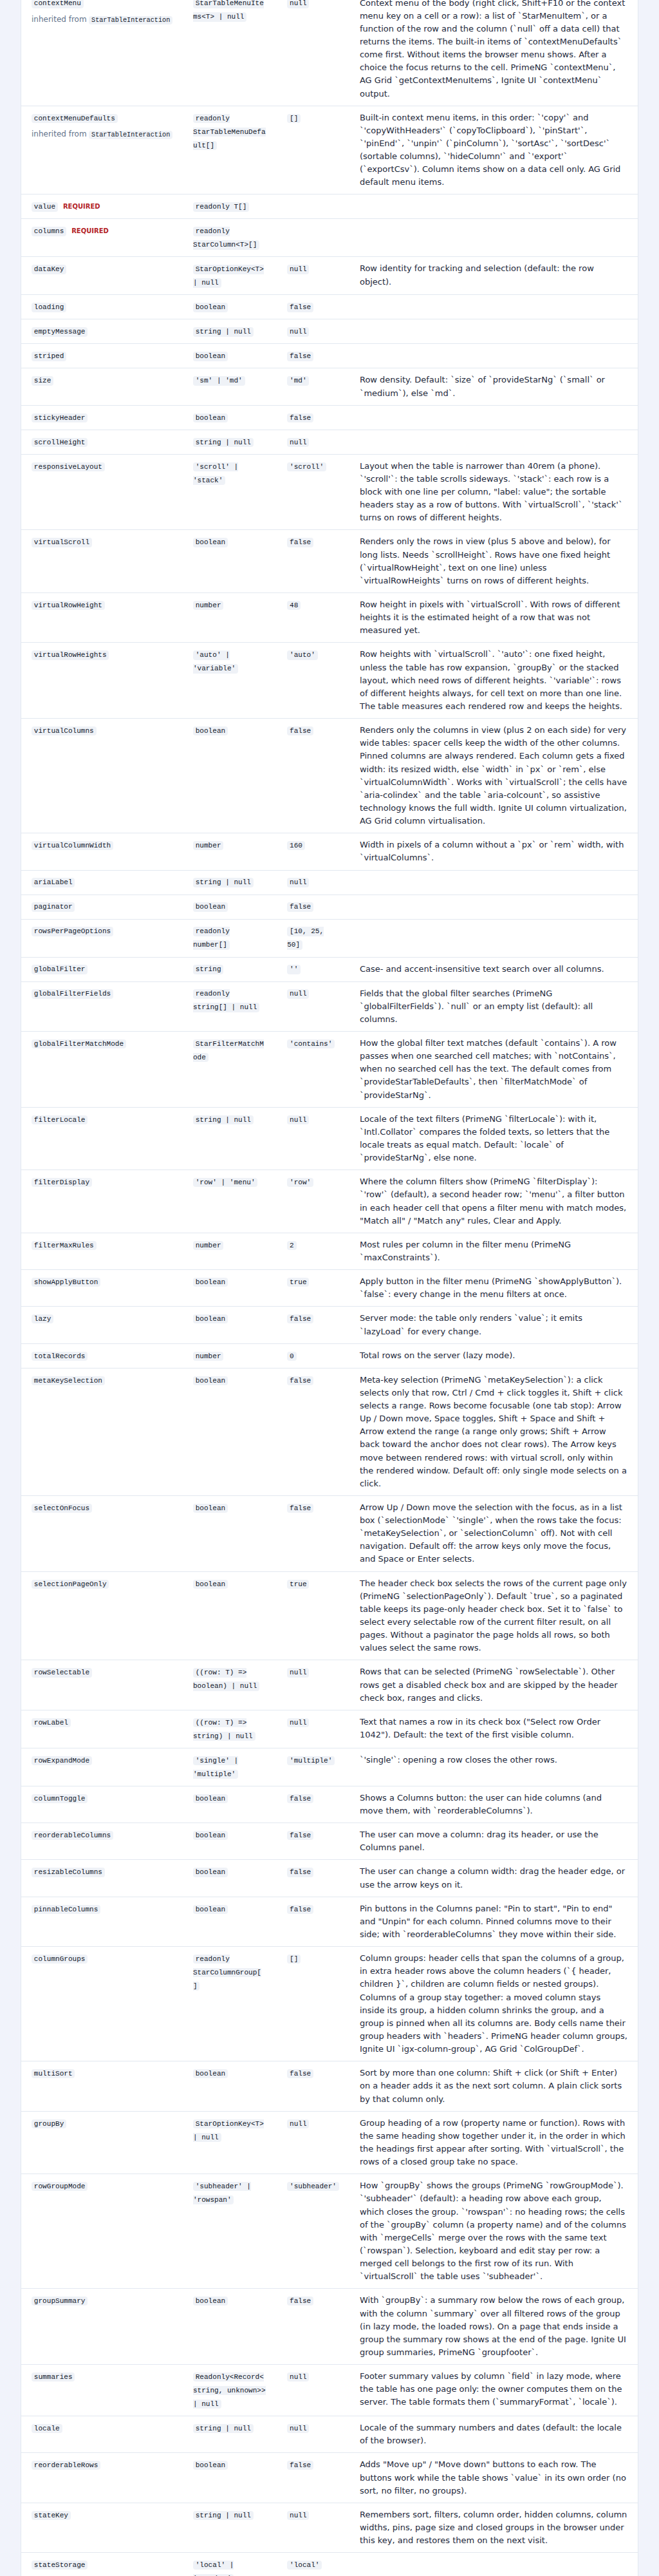 contextMenu StarTableMenuIte null Context menu of the body (right click, Shift+F10 or the context
inherited from StarTableInteraction ms<T> | null menu key on a cell or a row): a list of `StarMenuItem`, or a
function of the row and the column (`null` off a data cell) that
returns the items. The built-in items of `contextMenuDefaults`
come first. Without items the browser menu shows. After a
choice the focus returns to the cell. PrimeNG `contextMenu`,
AG Grid `getContextMenuItems`, Ignite UI `contextMenu`
output.
contextMenuDefaults readonly [] Built-in context menu items, in this order: `'copy'` and
inherited from StarTableInteraction StarTableMenuDefa `'copyWithHeaders'` (`copyToClipboard`), `'pinStart'`,
ult[] `'pinEnd'`, `'unpin'` (`pinColumn`), `'sortAsc'`, `'sortDesc'`
(sortable columns), `'hideColumn'` and `'export'`
(`exportCsv`). Column items show on a data cell only. AG Grid
default menu items.
value REQUIRED readonly T[]
columns REQUIRED readonly
StarColumn<T>[]
dataKey StarOptionKey<T> null Row identity for tracking and selection (default: the row
| null object).
loading boolean false
emptyMessage string | null null
striped boolean false
size 'sm' | 'md' 'md' Row density. Default: `size` of `provideStarNg` (`small` or
`medium`), else `md`.
stickyHeader boolean false
scrollHeight string | null null
responsiveLayout 'scroll' | 'scroll' Layout when the table is narrower than 40rem (a phone).
'stack' `'scroll'`: the table scrolls sideways. `'stack'`: each row is a
block with one line per column, "label: value"; the sortable
headers stay as a row of buttons. With `virtualScroll`, `'stack'`
turns on rows of different heights.
virtualScroll boolean false Renders only the rows in view (plus 5 above and below), for
long lists. Needs `scrollHeight`. Rows have one fixed height
(`virtualRowHeight`, text on one line) unless
`virtualRowHeights` turns on rows of different heights.
virtualRowHeight number 48 Row height in pixels with `virtualScroll`. With rows of different
heights it is the estimated height of a row that was not
measured yet.
virtualRowHeights 'auto' | 'auto' Row heights with `virtualScroll`. `'auto'`: one fixed height,
'variable' unless the table has row expansion, `groupBy` or the stacked
layout, which need rows of different heights. `'variable'`: rows
of different heights always, for cell text on more than one line.
The table measures each rendered row and keeps the heights.
virtualColumns boolean false Renders only the columns in view (plus 2 on each side) for very
wide tables: spacer cells keep the width of the other columns.
Pinned columns are always rendered. Each column gets a fixed
width: its resized width, else `width` in `px` or `rem`, else
`virtualColumnWidth`. Works with `virtualScroll`; the cells have
`aria-colindex` and the table `aria-colcount`, so assistive
technology knows the full width. Ignite UI column virtualization,
AG Grid column virtualisation.
virtualColumnWidth number 160 Width in pixels of a column without a `px` or `rem` width, with
`virtualColumns`.
ariaLabel string | null null
paginator boolean false
rowsPerPageOptions readonly [10, 25,
number[] 50]
globalFilter string '' Case- and accent-insensitive text search over all columns.
globalFilterFields readonly null Fields that the global filter searches (PrimeNG
string[] | null `globalFilterFields`). `null` or an empty list (default): all
columns.
globalFilterMatchMode StarFilterMatchM 'contains' How the global filter text matches (default `contains`). A row
ode passes when one searched cell matches; with `notContains`,
when no searched cell has the text. The default comes from
`provideStarTableDefaults`, then `filterMatchMode` of
`provideStarNg`.
filterLocale string | null null Locale of the text filters (PrimeNG `filterLocale`): with it,
`Intl.Collator` compares the folded texts, so letters that the
locale treats as equal match. Default: `locale` of
`provideStarNg`, else none.
filterDisplay 'row' | 'menu' 'row' Where the column filters show (PrimeNG `filterDisplay`):
`'row'` (default), a second header row; `'menu'`, a filter button
in each header cell that opens a filter menu with match modes,
"Match all" / "Match any" rules, Clear and Apply.
filterMaxRules number 2 Most rules per column in the filter menu (PrimeNG
`maxConstraints`).
showApplyButton boolean true Apply button in the filter menu (PrimeNG `showApplyButton`).
`false`: every change in the menu filters at once.
lazy boolean false Server mode: the table only renders `value`; it emits
`lazyLoad` for every change.
totalRecords number 0 Total rows on the server (lazy mode).
metaKeySelection boolean false Meta-key selection (PrimeNG `metaKeySelection`): a click
selects only that row, Ctrl / Cmd + click toggles it, Shift + click
selects a range. Rows become focusable (one tab stop): Arrow
Up / Down move, Space toggles, Shift + Space and Shift +
Arrow extend the range (a range only grows; Shift + Arrow
back toward the anchor does not clear rows). The Arrow keys
move between rendered rows: with virtual scroll, only within
the rendered window. Default off: only single mode selects on a
click.
selectOnFocus boolean false Arrow Up / Down move the selection with the focus, as in a list
box (`selectionMode` `'single'`, when the rows take the focus:
`metaKeySelection`, or `selectionColumn` off). Not with cell
navigation. Default off: the arrow keys only move the focus,
and Space or Enter selects.
selectionPageOnly boolean true The header check box selects the rows of the current page only
(PrimeNG `selectionPageOnly`). Default `true`, so a paginated
table keeps its page-only header check box. Set it to `false` to
select every selectable row of the current filter result, on all
pages. Without a paginator the page holds all rows, so both
values select the same rows.
rowSelectable ((row: T) => null Rows that can be selected (PrimeNG `rowSelectable`). Other
boolean) | null rows get a disabled check box and are skipped by the header
check box, ranges and clicks.
rowLabel ((row: T) => null Text that names a row in its check box ("Select row Order
string) | null 1042"). Default: the text of the first visible column.
rowExpandMode 'single' | 'multiple' `'single'`: opening a row closes the other rows.
'multiple'
columnToggle boolean false Shows a Columns button: the user can hide columns (and
move them, with `reorderableColumns`).
reorderableColumns boolean false The user can move a column: drag its header, or use the
Columns panel.
resizableColumns boolean false The user can change a column width: drag the header edge, or
use the arrow keys on it.
pinnableColumns boolean false Pin buttons in the Columns panel: "Pin to start", "Pin to end"
and "Unpin" for each column. Pinned columns move to their
side; with `reorderableColumns` they move within their side.
columnGroups readonly [] Column groups: header cells that span the columns of a group,
StarColumnGroup[ in extra header rows above the column headers (`{ header,
] children }`, children are column fields or nested groups).
Columns of a group stay together: a moved column stays
inside its group, a hidden column shrinks the group, and a
group is pinned when all its columns are. Body cells name their
group headers with `headers`. PrimeNG header column groups,
Ignite UI `igx-column-group`, AG Grid `ColGroupDef`.
multiSort boolean false Sort by more than one column: Shift + click (or Shift + Enter)
on a header adds it as the next sort column. A plain click sorts
by that column only.
groupBy StarOptionKey<T> null Group heading of a row (property name or function). Rows with
| null the same heading show together under it, in the order in which
the headings first appear after sorting. With `virtualScroll`, the
rows of a closed group take no space.
rowGroupMode 'subheader' | 'subheader' How `groupBy` shows the groups (PrimeNG `rowGroupMode`).
'rowspan' `'subheader'` (default): a heading row above each group,
which closes the group. `'rowspan'`: no heading rows; the cells
of the `groupBy` column (a property name) and of the columns
with `mergeCells` merge over the rows with the same text
(`rowspan`). Selection, keyboard and edit stay per row: a
merged cell belongs to the first row of its run. With
`virtualScroll` the table uses `'subheader'`.
groupSummary boolean false With `groupBy`: a summary row below the rows of each group,
with the column `summary` over all filtered rows of the group
(in lazy mode, the loaded rows). On a page that ends inside a
group the summary row shows at the end of the page. Ignite UI
group summaries, PrimeNG `groupfooter`.
summaries Readonly<Record< null Footer summary values by column `field` in lazy mode, where
string, unknown>> the table has one page only: the owner computes them on the
| null server. The table formats them (`summaryFormat`, `locale`).
locale string | null null Locale of the summary numbers and dates (default: the locale
of the browser).
reorderableRows boolean false Adds "Move up" / "Move down" buttons to each row. The
buttons work while the table shows `value` in its own order (no
sort, no filter, no groups).
stateKey string | null null Remembers sort, filters, column order, hidden columns, column
widths, pins, page size and closed groups in the browser under
this key, and restores them on the next visit.
stateStorage 'local' | 'local'